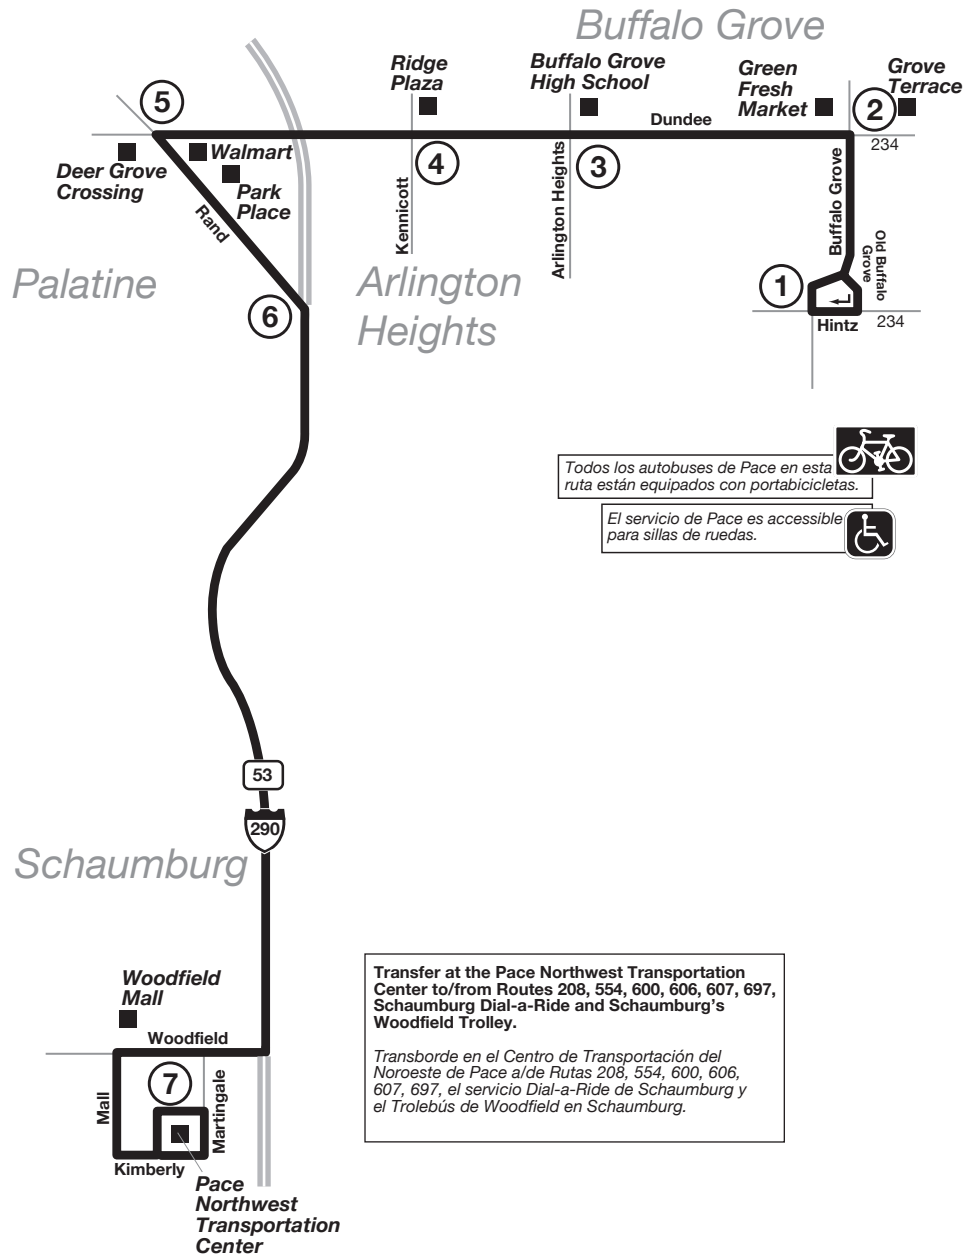 Buffalo Grove
Ridge
Plaza
Buffalo Grove
High School
Green
Fresh
Market
Grove
Terrace
5
2
Dundee
234
Deer Grove
Crossing
Walmart
Park
Place
4
3
Rand
Kennicott
Arlington Heights
Buffalo Grove
Old Buffalo
Grove
Palatine
Arlington
Heights
6
1
Hintz
234
Todos los autobuses de Pace en esta
ruta están equipados con portabicicletas.
El servicio de Pace es accessible
para sillas de ruedas.
53
290
Schaumburg
Woodfield
Mall
Woodfield
7
Mall
Martingale
Kimberly
Pace
Northwest
Transportation
Center
Transfer at the Pace Northwest Transportation
Center to/from Routes 208, 554, 600, 606, 607, 697,
Schaumburg Dial-a-Ride and Schaumburg's
Woodfield Trolley.
Transborde en el Centro de Transportación del
Noroeste de Pace a/de Rutas 208, 554, 600, 606,
607, 697, el servicio Dial-a-Ride de Schaumburg y
el Trolebús de Woodfield en Schaumburg.